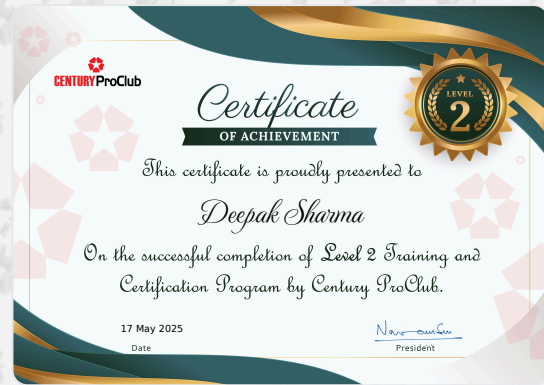 CENTURY ProClub
LEVEL
2
Certificate
OF ACHIEVEMENT
This certificate is proudly presented to
Deepak Sharma
On the successful completion of Level 2 Training and
Certification Program by Century ProClub.
17 May 2025
Date
President